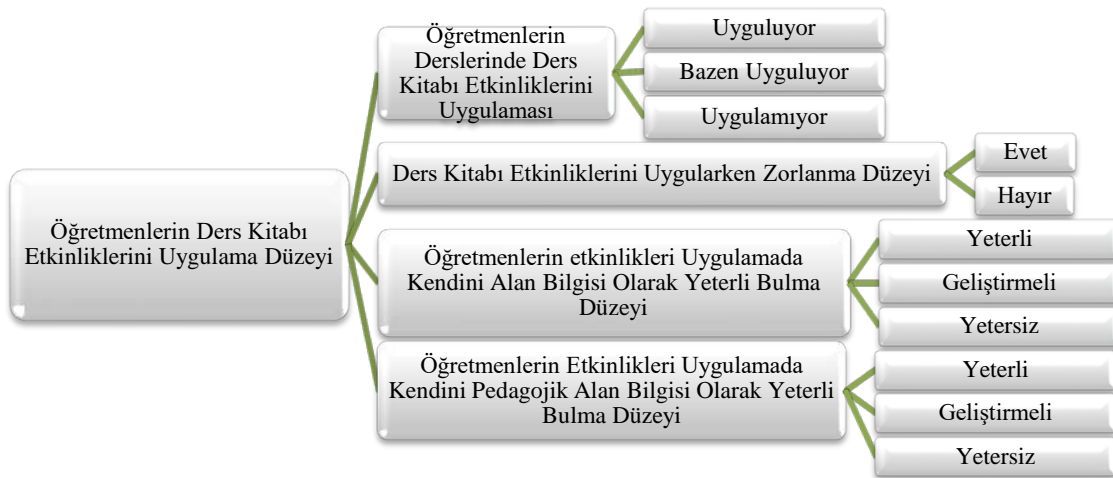 Öğretmenlerin Ders Kitabı
Etkinliklerini Uygulama Düzeyi
Öğretmenlerin
Derslerinde Ders
Kitabı Etkinliklerini
Uygulaması
Uyguluyor
Bazen Uyguluyor
Uygulamıyor
Ders Kitabı Etkinliklerini Uygularken Zorlanma Düzeyi
Evet
Hayır
Öğretmenlerin etkinlikleri Uygulamada
Kendini Alan Bilgisi Olarak Yeterli Bulma
Düzeyi
Yeterli
Geliştirmeli
Yetersiz
Öğretmenlerin Etkinlikleri Uygulamada
Kendini Pedagojik Alan Bilgisi Olarak Yeterli
Bulma Düzeyi
Yeterli
Geliştirmeli
Yetersiz